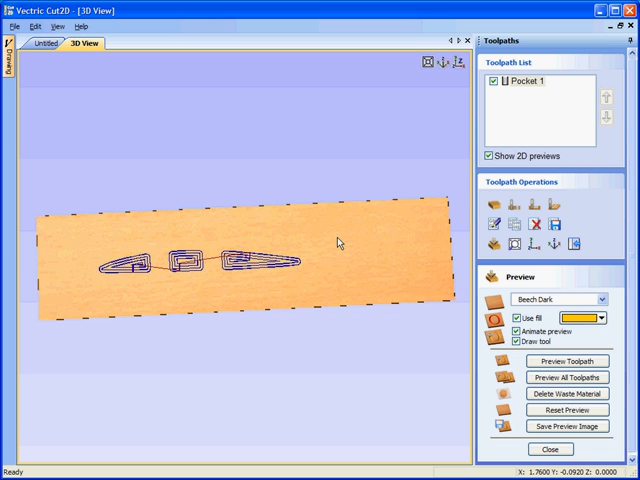 Vectric Cut2D - [3D View]
File Edit View Help
Untitled
3D View
Drawing
Toolpaths
Toolpath List
Pocket 1
Show 2D previews
Toolpath Operations
Preview
Beech Dark
Use fill
Animate preview
Draw tool
Preview Toolpath
Preview All Toolpaths
Delete Waste Material
Reset Preview
Save Preview Image
Close
Ready
X: 1.7600 Y: -0.0920 Z: 0.0000